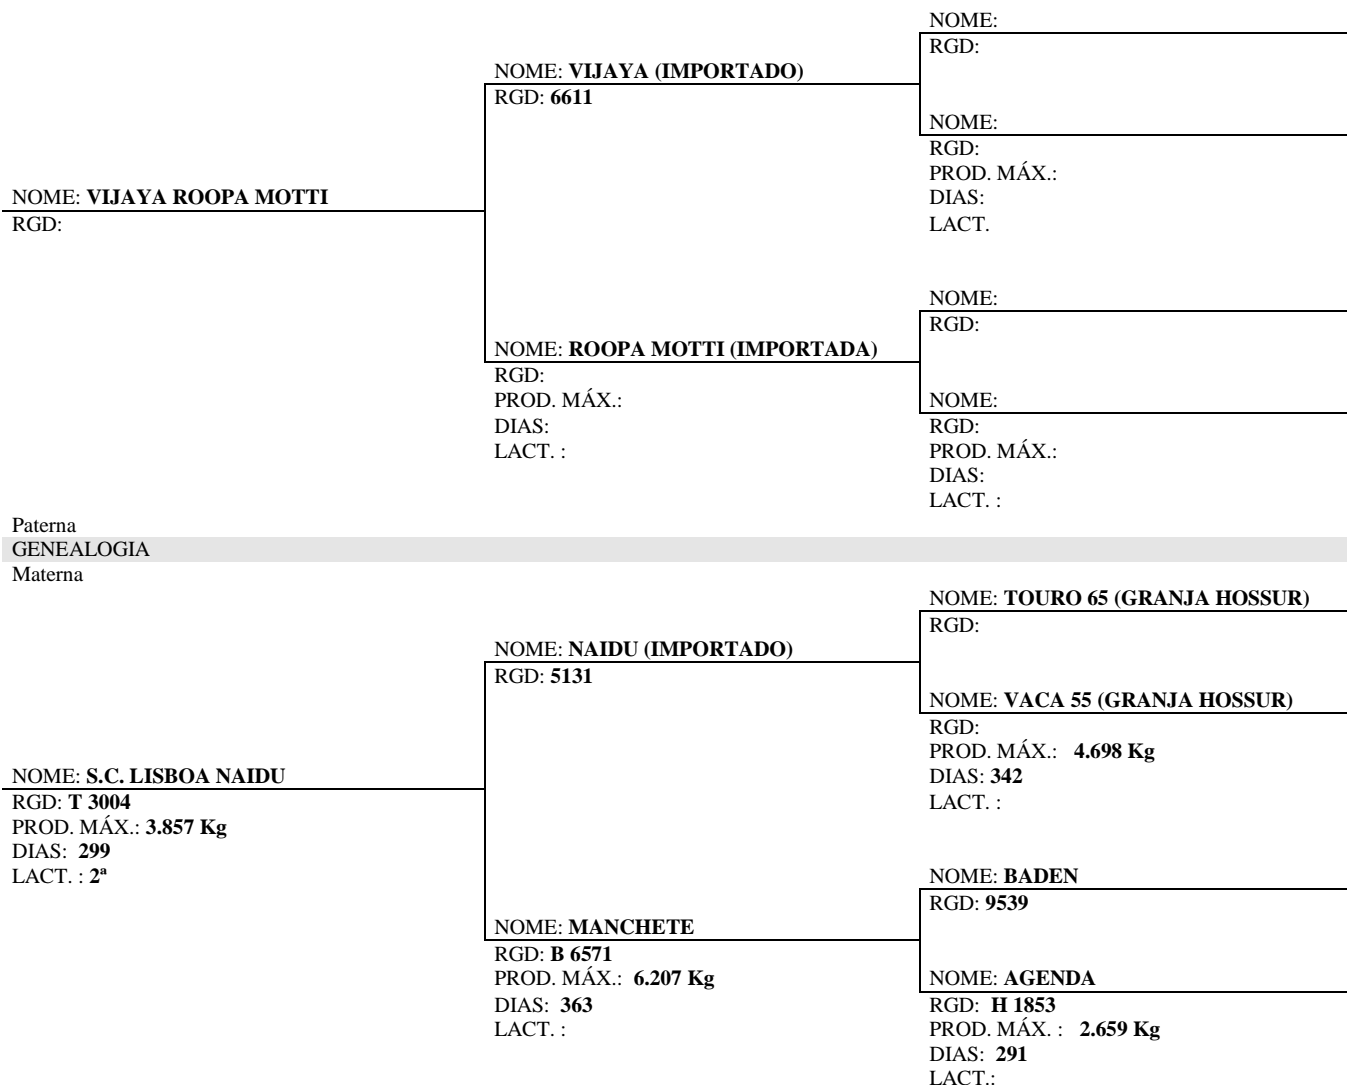 NOME:
RGD:
NOME: VIJAYA (IMPORTADO)
RGD: 6611
NOME:
RGD:
PROD. MÁX.:
NOME: VIJAYA ROOPA MOTTI
DIAS:
RGD:
LACT.
NOME:
RGD:
NOME: ROOPA MOTTI (IMPORTADA)
RGD:
PROD. MÁX.:
NOME:
DIAS:
RGD:
LACT. :
PROD. MÁX.:
DIAS:
LACT. :
Paterna
GENEALOGIA
Materna
NOME: TOURO 65 (GRANJA HOSSUR)
RGD:
NOME: NAIDU (IMPORTADO)
RGD: 5131
NOME: VACA 55 (GRANJA HOSSUR)
RGD:
PROD. MÁX.: 4.698 Kg
NOME: S.C. LISBOA NAIDU
DIAS: 342
RGD: T 3004
LACT. :
PROD. MÁX.: 3.857 Kg
DIAS: 299
LACT. : 2ª
NOME: BADEN
RGD: 9539
NOME: MANCHETE
RGD: B 6571
PROD. MÁX.: 6.207 Kg
NOME: AGENDA
DIAS: 363
RGD: H 1853
LACT. :
PROD. MÁX. : 2.659 Kg
DIAS: 291
LACT.: